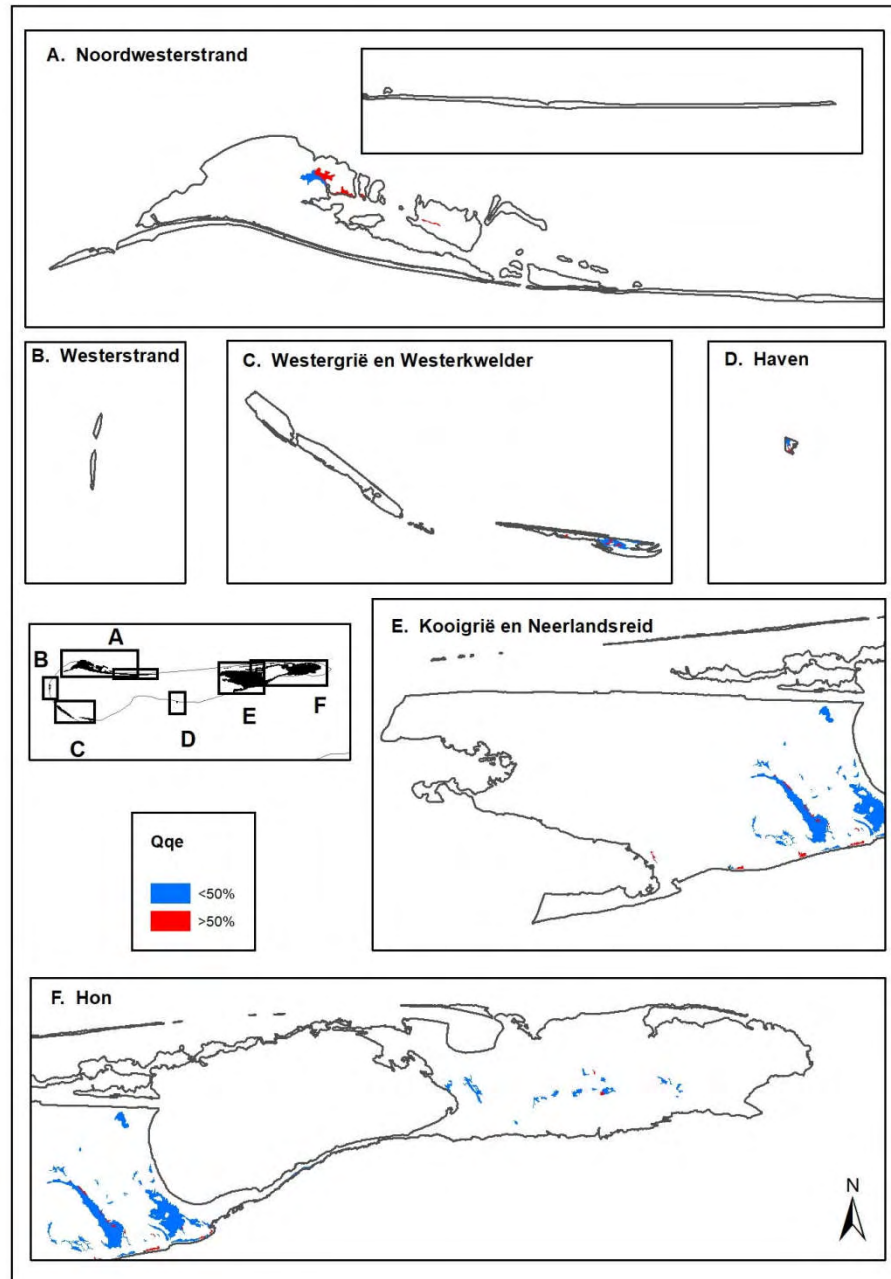 A. Noordwesterstrand
B. Westerstrand
C. Westergrië en Westerkwelder
D. Haven
A
B
C
D
E
F
E. Kooigrië en Neerlandsreid
Qqe
<50%
>50%
F. Hon
N